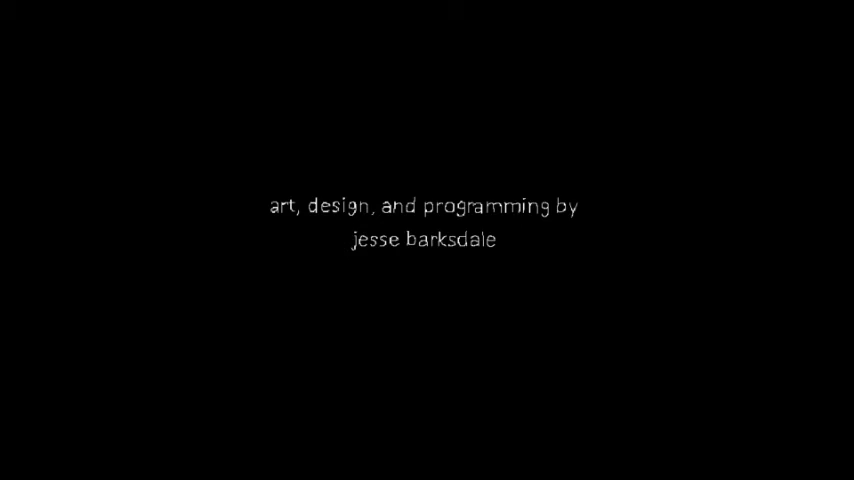 art, design, and programming by
jesse barksdale